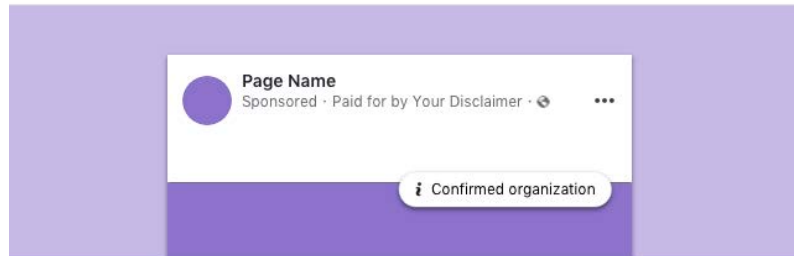 Page Name
Sponsored · Paid for by Your Disclaimer ·
i Confirmed organization